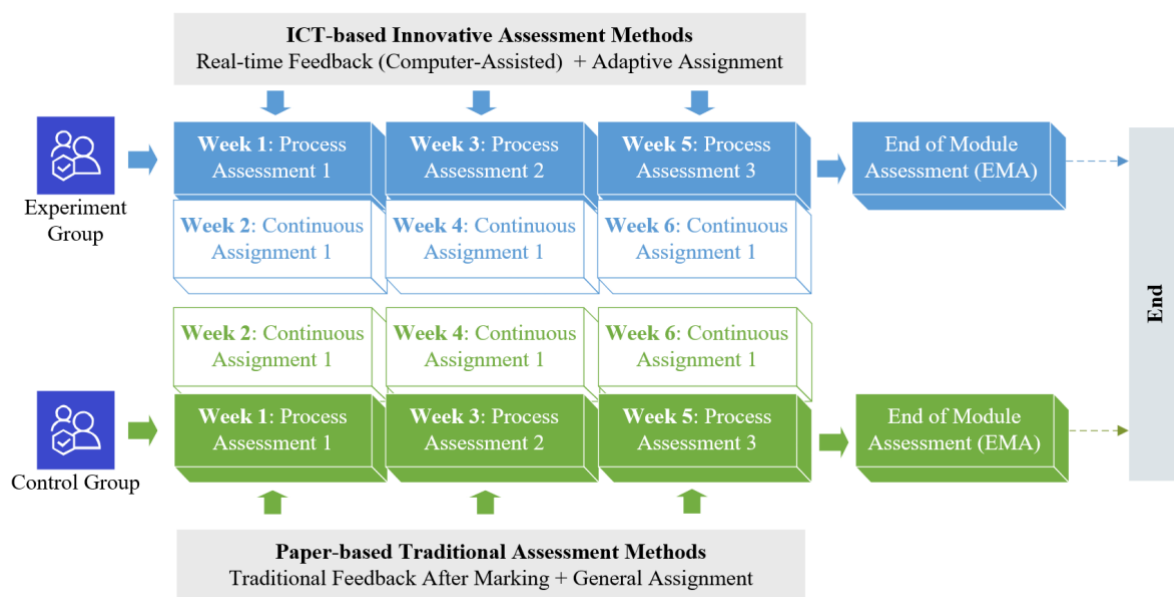 ICT-based Innovative Assessment Methods
Real-time Feedback (Computer-Assisted) + Adaptive Assignment
Experiment
Group
Week 1: Process
Assessment 1
Week 3: Process
Assessment 2
Week 5: Process
Assessment 3
End of Module
Assessment (EMA)
Week 2: Continuous
Assignment 1
Week 4: Continuous
Assignment 1
Week 6: Continuous
Assignment 1
End
Week 2: Continuous
Assignment 1
Week 4: Continuous
Assignment 1
Week 6: Continuous
Assignment 1
Control Group
Week 1: Process
Assessment 1
Week 3: Process
Assessment 2
Week 5: Process
Assessment 3
End of Module
Assessment (EMA)
Paper-based Traditional Assessment Methods
Traditional Feedback After Marking + General Assignment